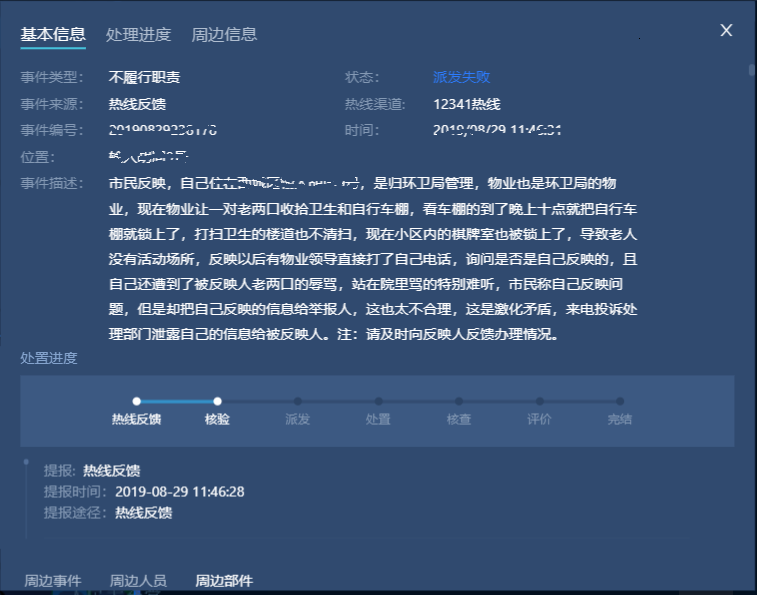 基本信息 处理进度 周边信息 X
事件类型： 不履行职责 状态： 派发失败
事件来源： 热线反馈 热线渠道： 12341热线
事件编号： 时间： 2019/08/29 11:46:31
位置：
事件描述： 市民反映，自己住在，是归环卫局管理，物业也是环卫局的物
业，现在物业让一对老两口收拾卫生和自行车棚，看车棚的到了晚上十点就把自行车
棚就锁上了，打扫卫生的楼道也不清扫，现在小区内的棋牌室也被锁上了，导致老人
没有活动场所，反映以后有物业领导直接打了自己电话，询问是否是自己反映的，且
自己还遭到了被反映人老两口的辱骂，站在院里骂的特别难听，市民称自己反映问
题，但是却把自己反映的信息给举报人，这也太不合理，这是激化矛盾，来电投诉处
理部门泄露自己的信息给被反映人。注：请及时向反映人反馈办理情况。
处置进度
热线反馈 核验 派发 处置 核查 评价 完结
提报: 热线反馈
提报时间： 2019-08-29 11:46:28
提报途径： 热线反馈
周边事件 周边人员 周边部件